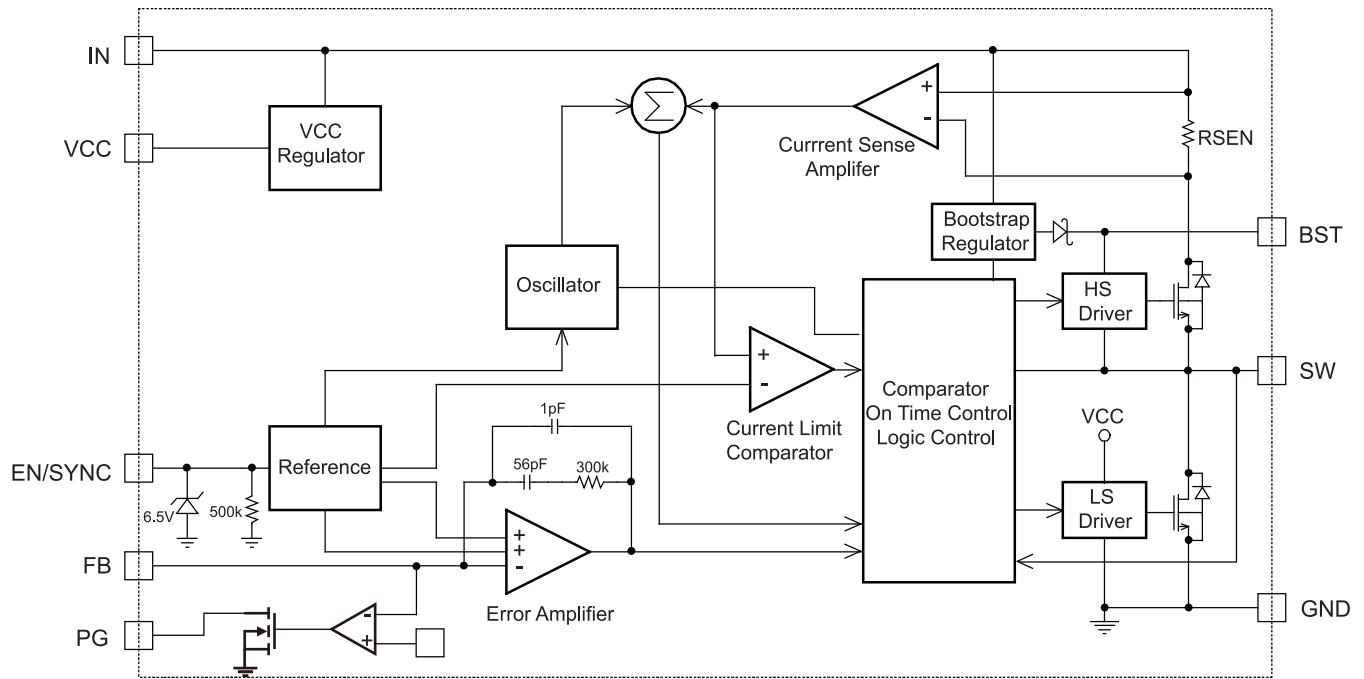 IN
VCC
VCC
Regulator
Σ
+
-
Currrent Sense
Amplifer
RSEN
Bootstrap
Regulator
BST
Oscillator
HS
Driver
+
-
Current Limit
Comparator
Comparator
On Time Control
Logic Control
SW
VCC
1pF
56pF
300k
EN/SYNC
Reference
6.5V
500k
LS
Driver
FB
+
+
-
Error Amplifier
PG
-
+
GND